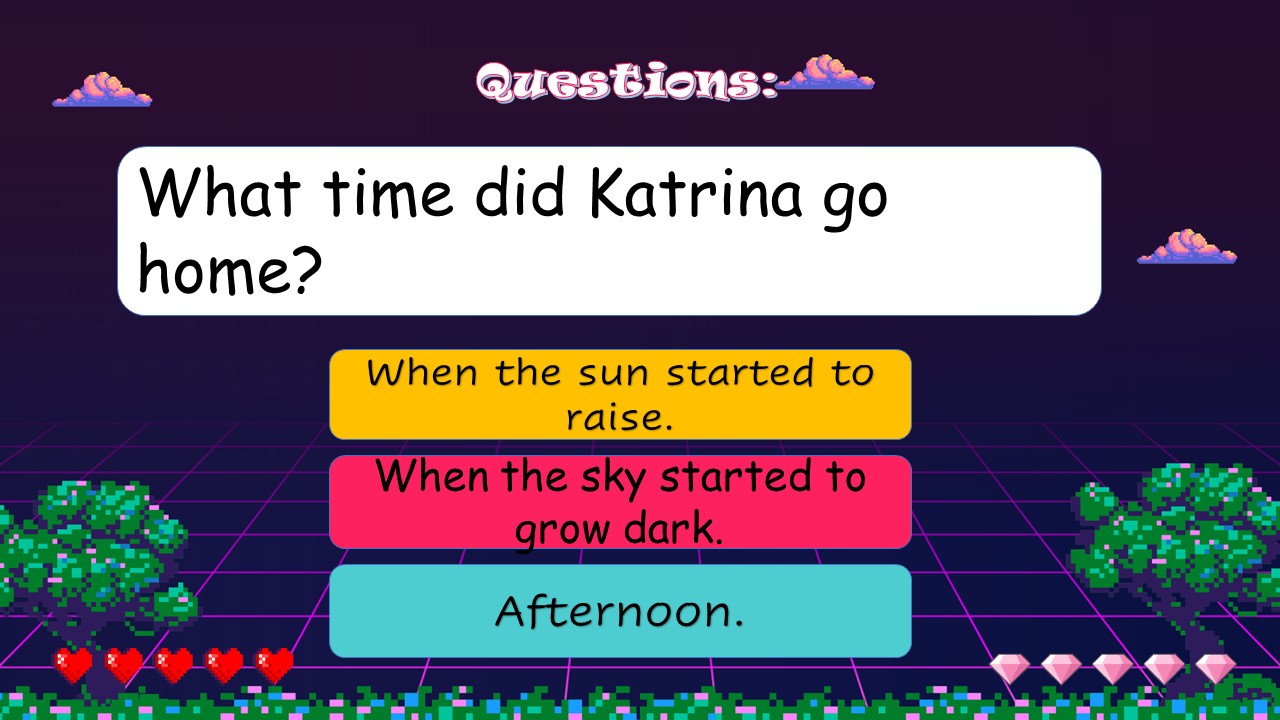 Questions:
What time did Katrina go
home?
When the sun started to
raise.
When the sky started to
grow dark.
Afternoon.